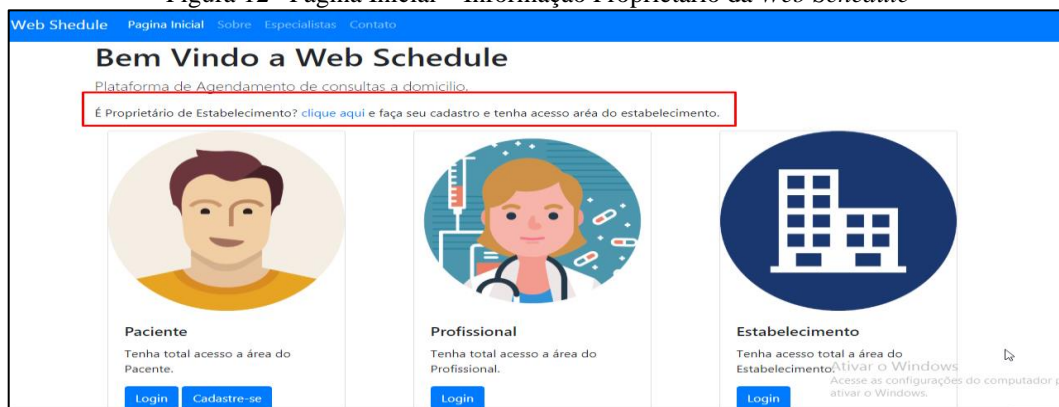 Figura 12 - Pagina Inicial – Informação Proprietário da Web Schedule
Web Shedule Pagina Inicial Sobre Especialistas Contato
Bem Vindo a Web Schedule
Plataforma de Agendamento de consultas a domicilio.
É Proprietário de Estabelecimento? clique aqui e faça seu cadastro e tenha acesso aréa do estabelecimento.
Paciente
Tenha total acesso a área do
Pacente.
Login Cadastre-se
Profissional
Tenha total acesso a área do
Profissional.
Login
Estabelecimento
Tenha acesso total a área do
Estabelecimento.
Login
Ativar o Windows
Acesse as configurações do computador p
ativar o Windows.